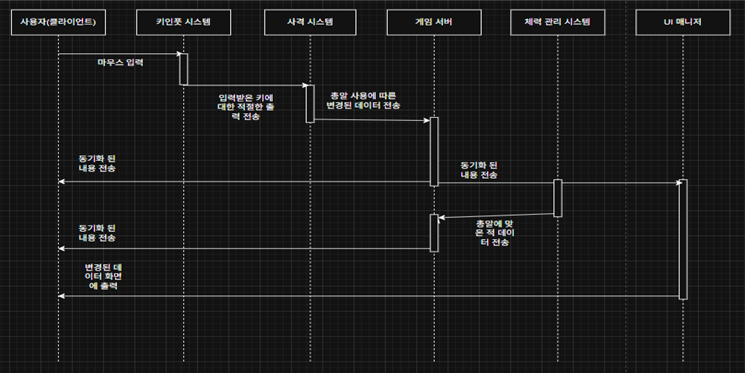 사용자(클라이언트)
키인풋 시스템
사격 시스템
게임 서버
체력 관리 시스템
UI 매니저
마우스 입력
입력받은 키에
대한 적절한 출
력 전송
총알 사용에 따른
변경된 데이터 전송
동기화 된
내용 전송
동기화 된
내용 전송
총알에 맞
은 적 데이
터 전송
동기화 된
내용 전송
변경된 데
이터 화면
에 출력